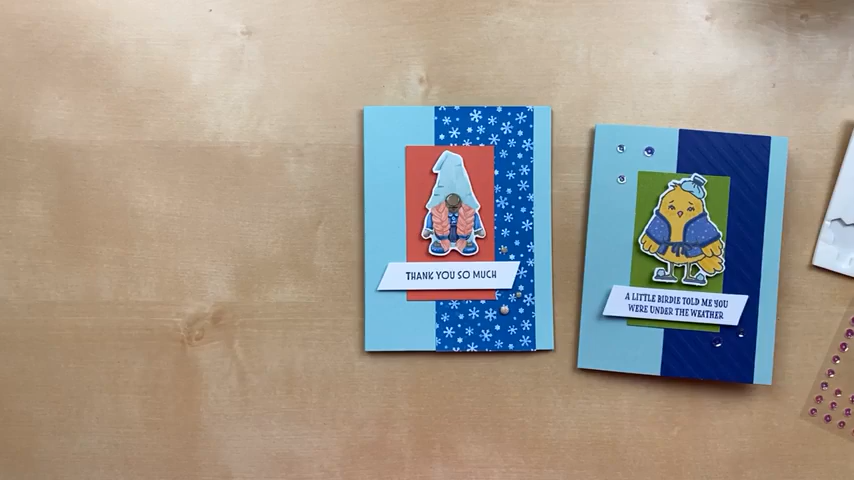 THANK YOU SO MUCH
A LITTLE BIRDIE TOLD ME YOU
WERE UNDER THE WEATHER